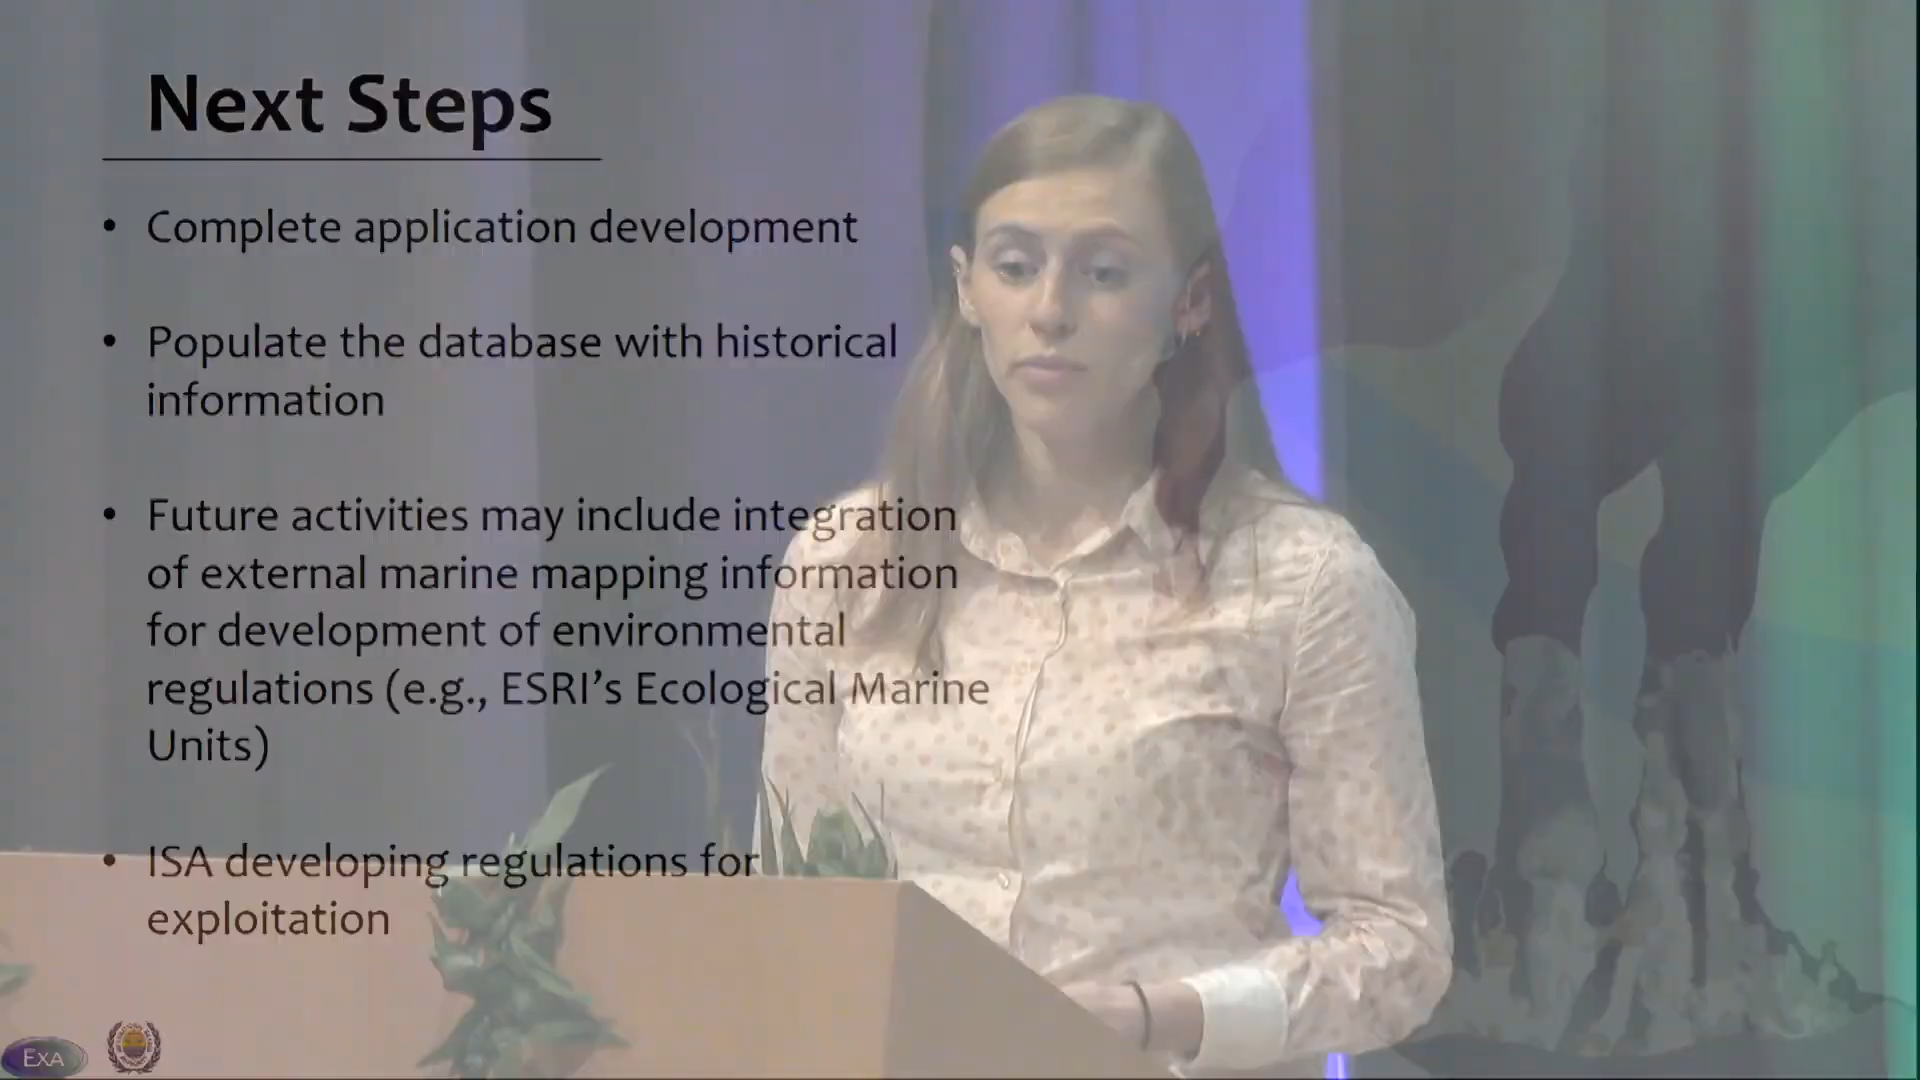 Next Steps
• Complete application development
• Populate the database with historical
information
• Future activities may include integration
of external marine mapping information
for development of environmental
regulations (e.g., ESRI’s Ecological Marine
Units)
• ISA developing regulations for
exploitation
EXA